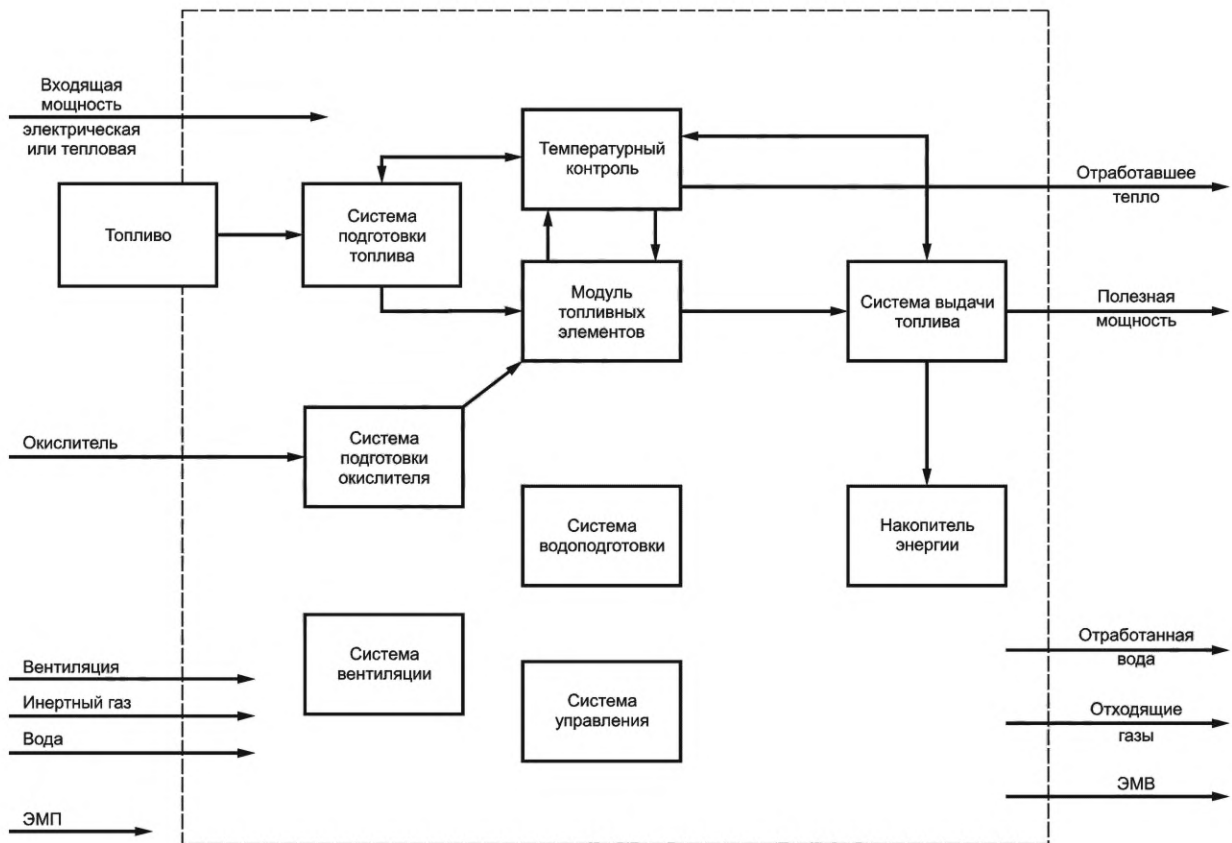 Входящая
мощность
электрическая
или тепловая
Топливо
Система
подготовки
топлива
Температурный
контроль
Отработавшее
тепло
Модуль
топливных
элементов
Система выдачи
топлива
Полезная
мощность
Окислитель
Система
подготовки
окислителя
Система
водоподготовки
Накопитель
энергии
Вентиляция
Инертный газ
Вода
ЭМП
Система
вентиляции
Система
управления
Отработанная
вода
Отходящие
газы
ЭМВ